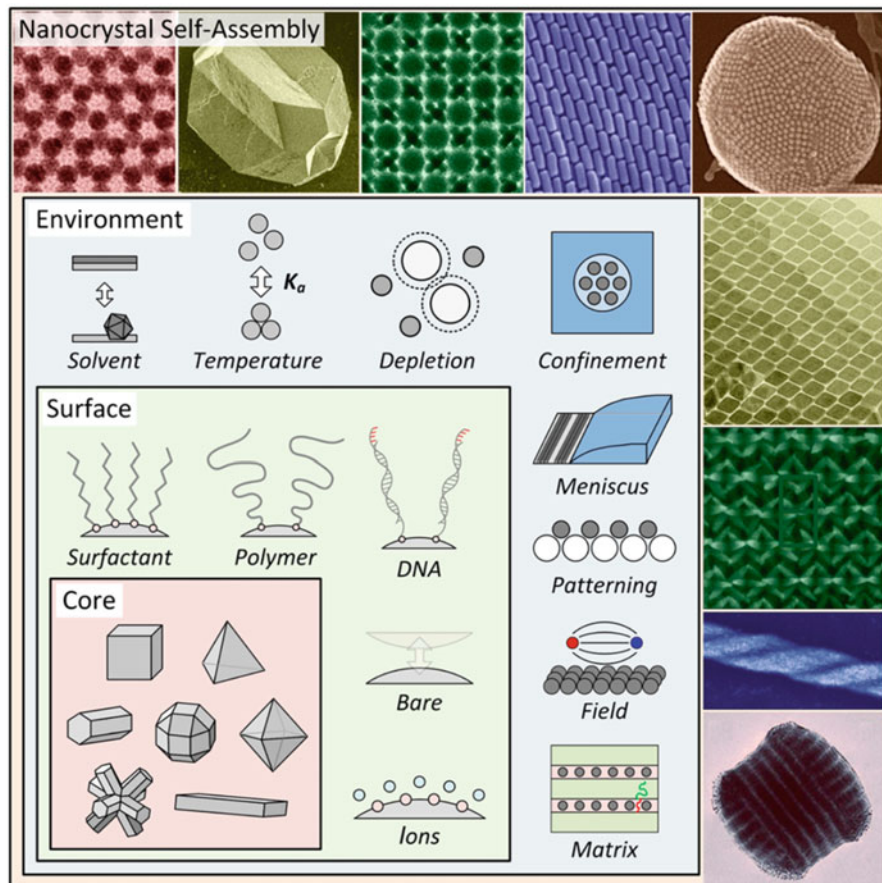 Nanocrystal Self-Assembly
Environment
Kₐ
Solvent
Temperature
Depletion
Confinement
Surface
Meniscus
Surfactant
Polymer
DNA
Patterning
Core
Bare
Field
Ions
Matrix